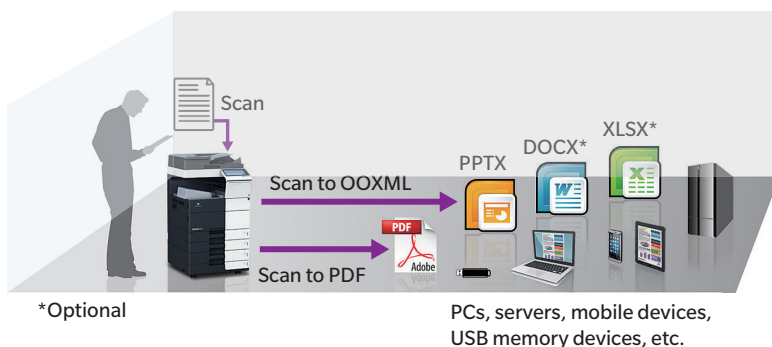 Scan
XLSX*
DOCX*
PPTX
Scan to OOXML
PDF
Adobe
Scan to PDF
*Optional
PCs, servers, mobile devices,
USB memory devices, etc.